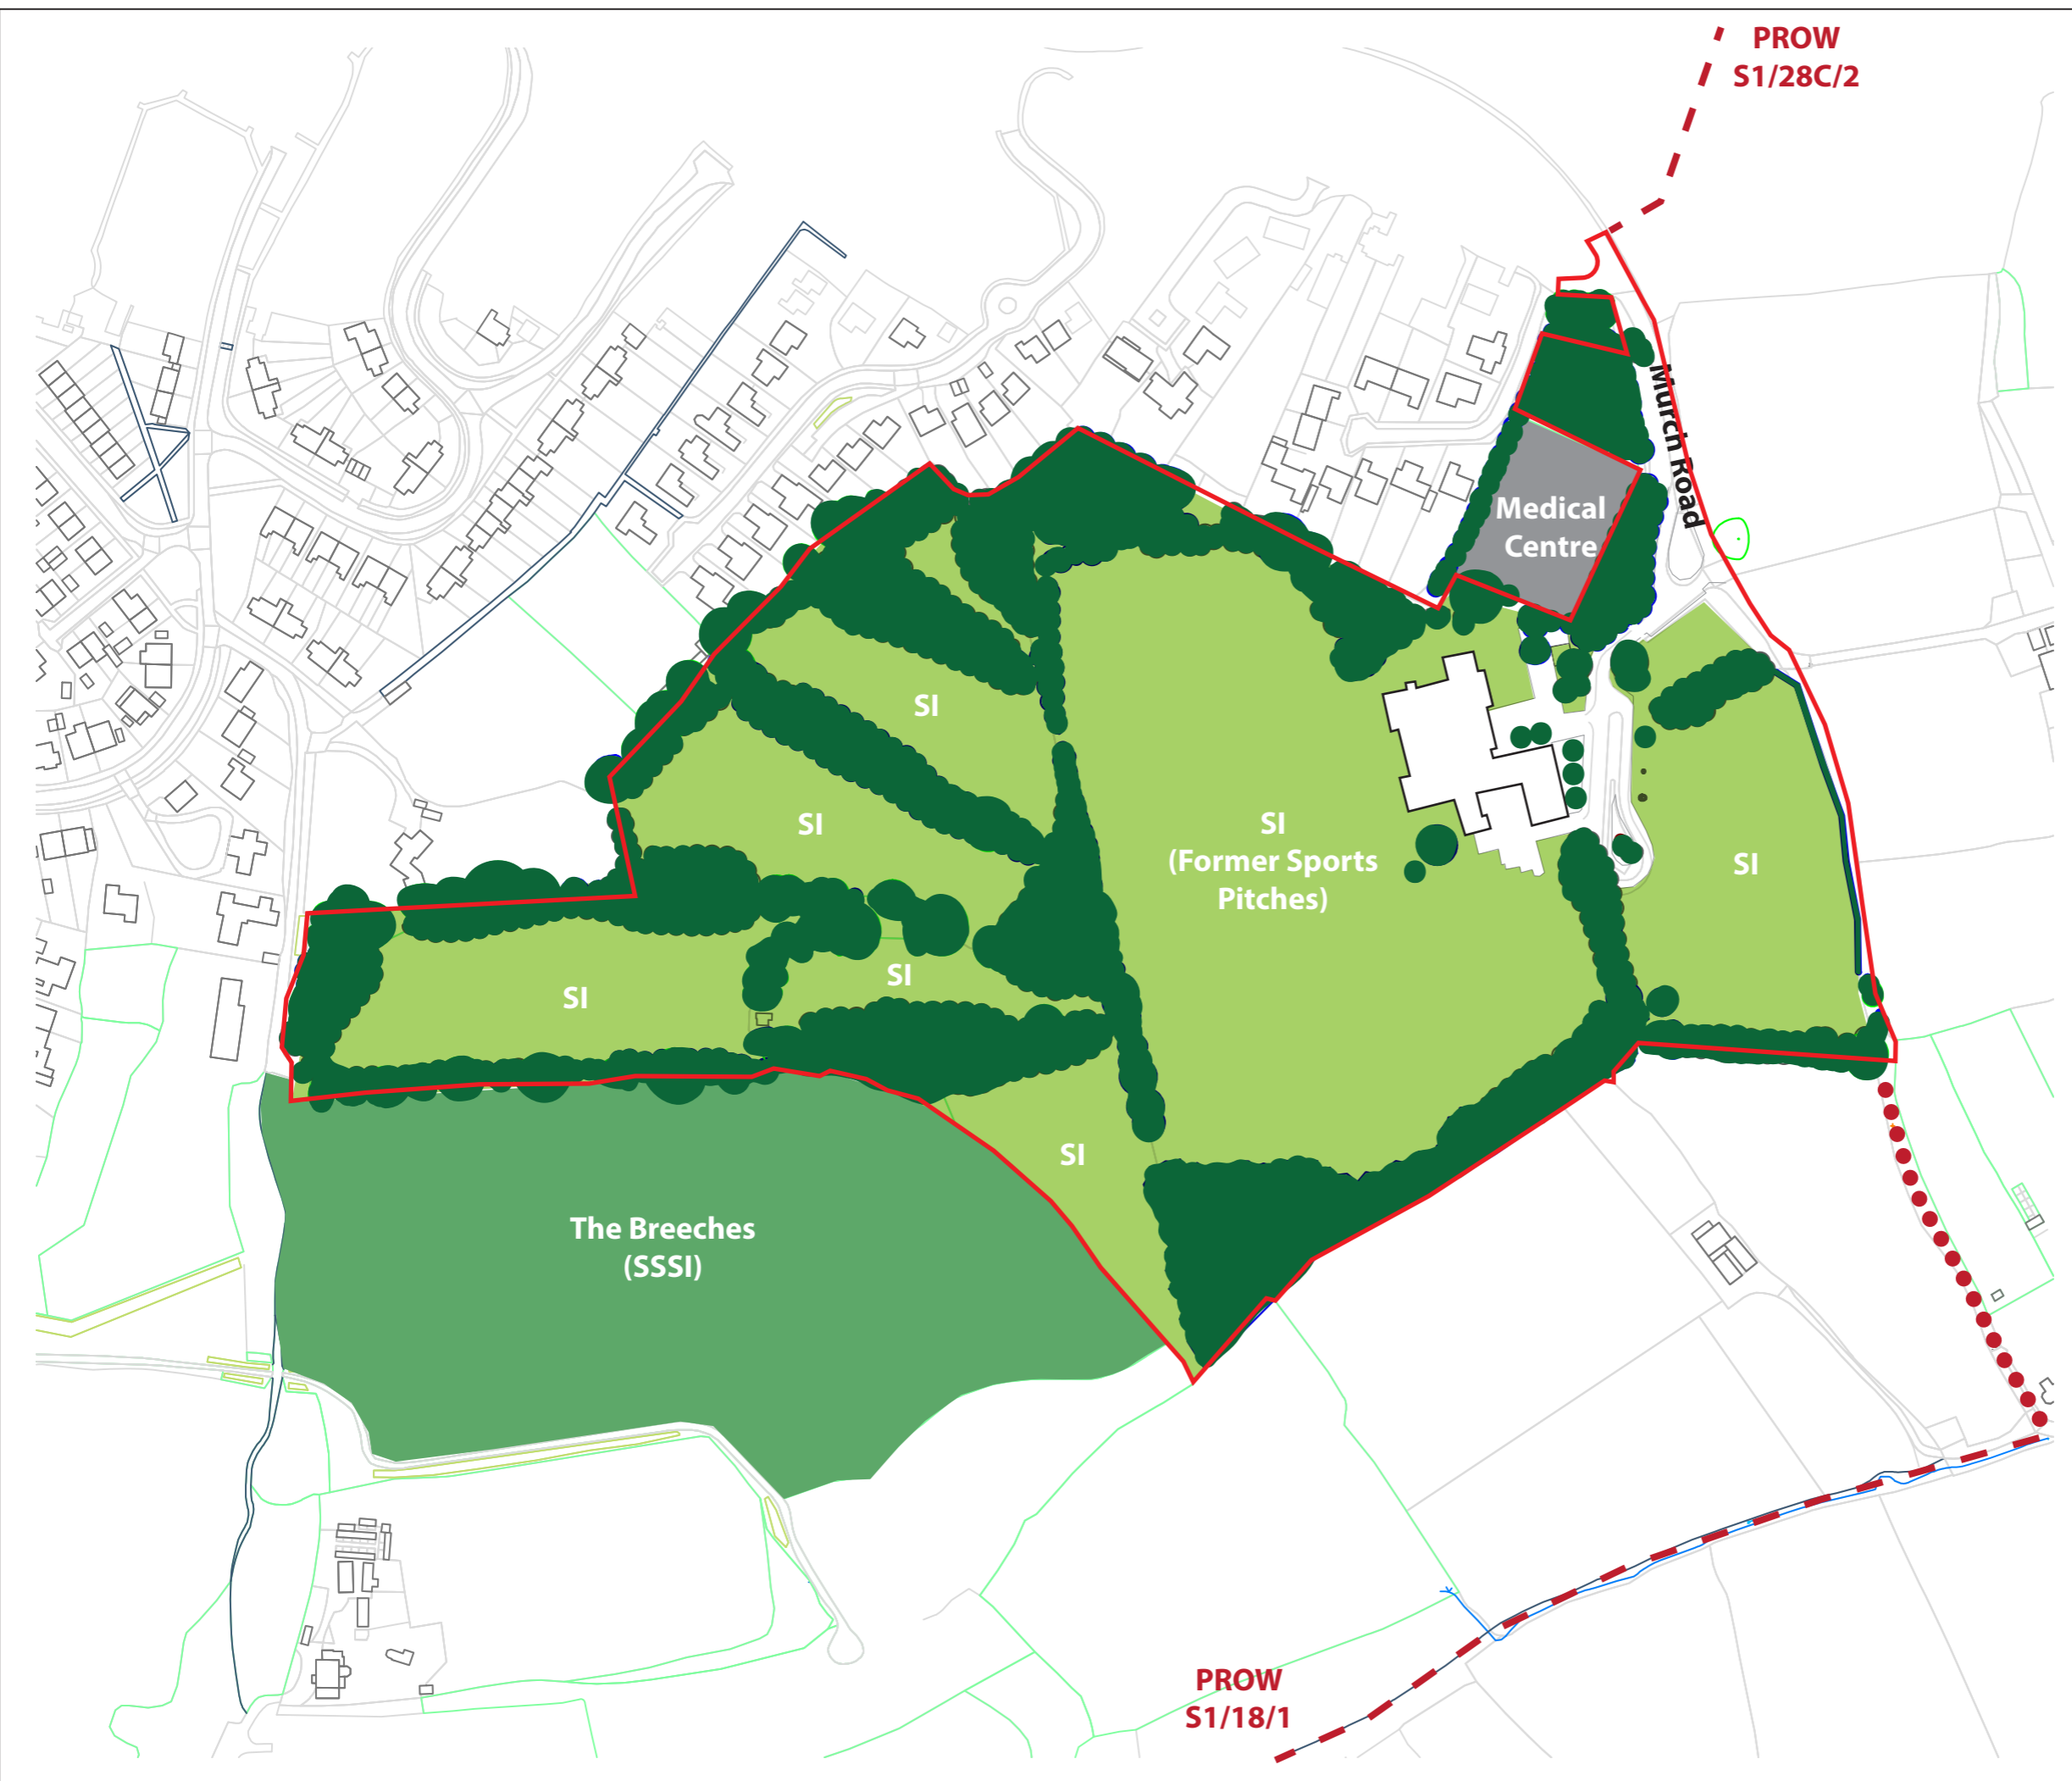 PROW
S1/28C/2
Murch Road
Medical
Centre
SI
SI
SI
(Former Sports
Pitches)
SI
SI
SI
SI
The Breeches
(SSSI)
PROW
S1/18/1